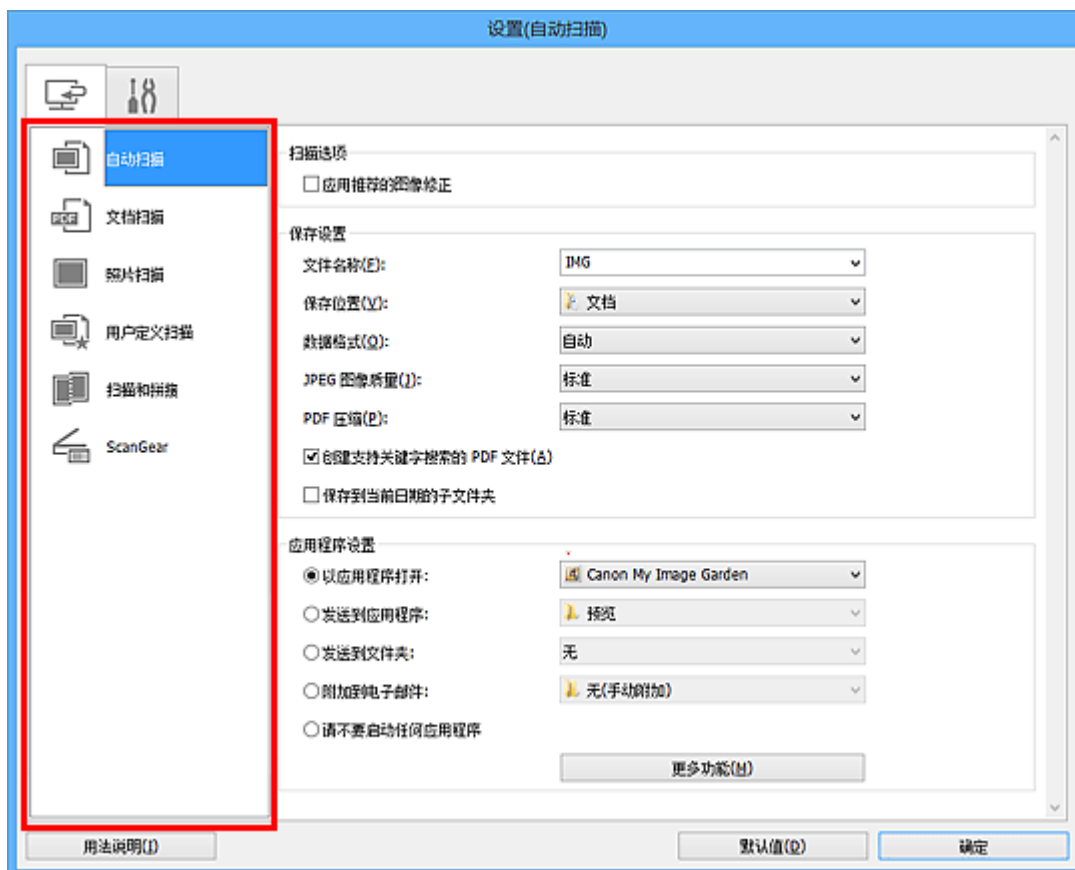 设置(自动扫描)
自动扫描
文档扫描
照片扫描
用户定义扫描
扫描和拼接
ScanGear
扫描选项
应用推荐的图像修正
保存设置
文件名称(F): IMG
保存位置(V): 文档
数据格式(O): 自动
JPEG 图像质量(J): 标准
PDF 压缩(P): 标准
创建支持关键字搜索的 PDF 文件(A)
保存到当前日期的子文件夹
应用程序设置
以应用程序打开: Canon My Image Garden
发送到应用程序: 预览
发送到文件夹: 无
附加到电子邮件: 无(手动附加)
请不要启动任何应用程序
更多功能(M)
用法说明(I) 默认值(D) 确定